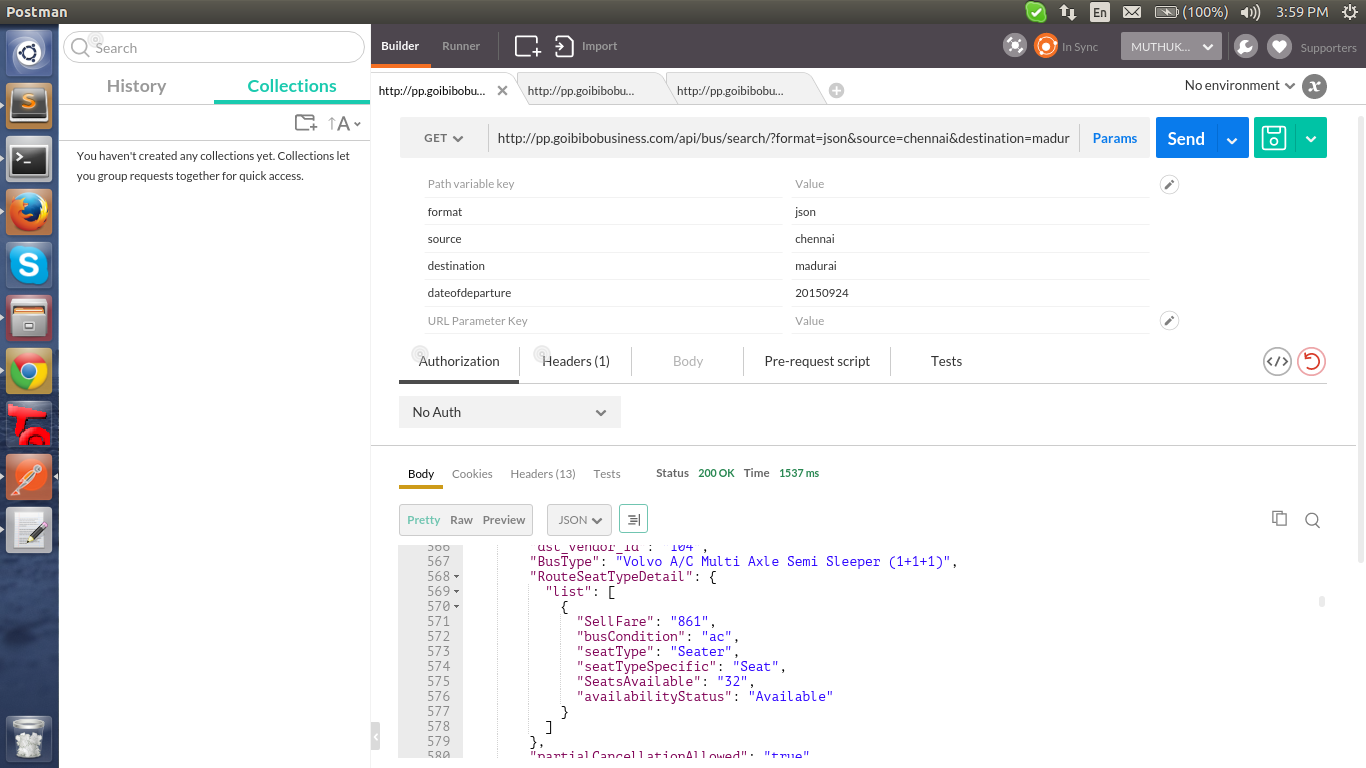 Postman
En (100%) 3:59 PM
Search
History Collections
You haven't created any collections yet. Collections let
you group requests together for quick access.
Builder Runner Import In Sync MUTHUK... Supporters
http://pp.goibibobu... http://pp.goibibobu... http://pp.goibibobu... No environment
GET http://pp.goibibobusiness.com/api/bus/search/?format=json&source=chennai&destination=madur Params Send
Path variable key Value
format json
source chennai
destination madurai
dateofdeparture 20150924
URL Parameter Key Value
Authorization Headers (1) Body Pre-request script Tests
No Auth
Body Cookies Headers (13) Tests Status 200 OK Time 1537 ms
Pretty Raw Preview JSON
566 "dst_vendor_id": "104",
567 "BusType": "Volvo A/C Multi Axle Semi Sleeper (1+1+1)",
568 "RouteSeatTypeDetail": {
569 "list": [
570 {
571 "SellFare": "861",
572 "busCondition": "ac",
573 "seatType": "Seater",
574 "seatTypeSpecific": "Seat",
575 "SeatsAvailable": "32",
576 "availabilityStatus": "Available"
577 }
578 ]
579 },
580 "partialCancellationAllowed": "true"